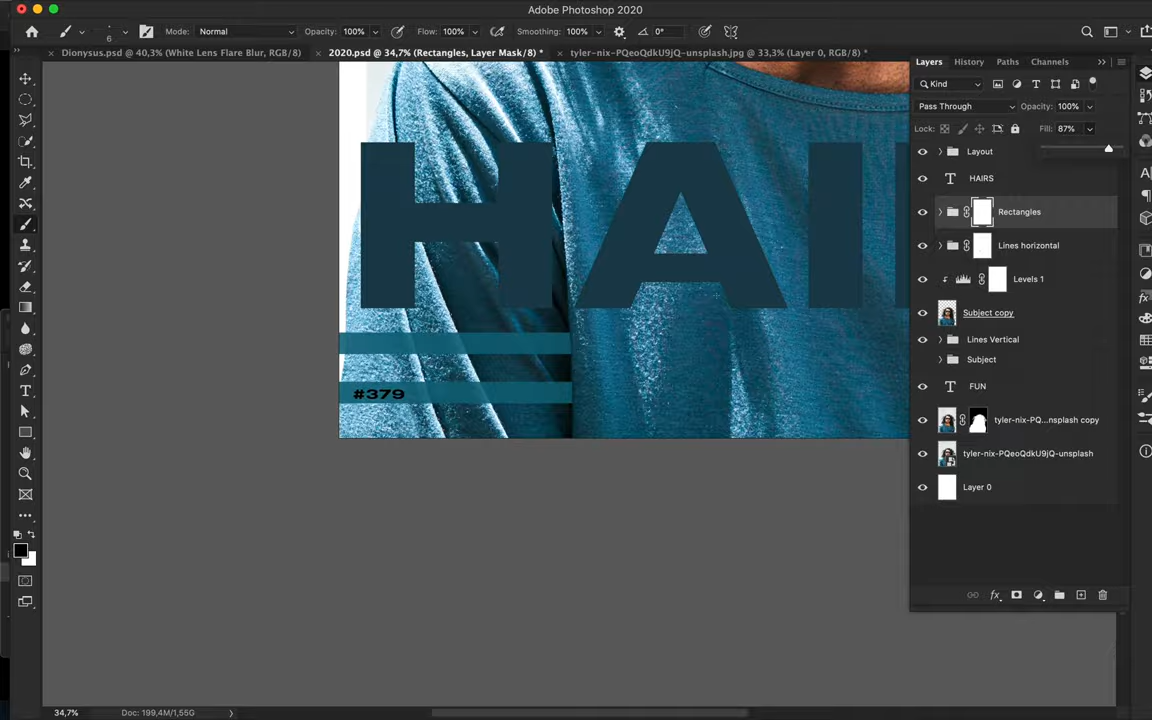 Adobe Photoshop 2020
6
Mode: Normal
Opacity: 100%
Flow: 100%
Smoothing: 100%
0°
Dionysus.psd @ 40,3% (White Lens Flare Blur, RGB/8)
2020.psd @ 34,7% (Rectangles, Layer Mask/8) *
tyler-nix-PQeoQdkU9jQ-unsplash.jpg @ 33,3% (Layer 0, RGB/8) *
Layers
History
Paths
Channels
Kind
Pass Through
Opacity: 100%
Lock:
Fill: 87%
Layout
HAIRS
Rectangles
Lines horizontal
Levels 1
Subject copy
Lines Vertical
Subject
FUN
tyler-nix-PQ...nsplash copy
tyler-nix-PQeoQdkU9jQ-unsplash
Layer 0
HAI
#379
34,7%
Doc: 199,4M/1,55G